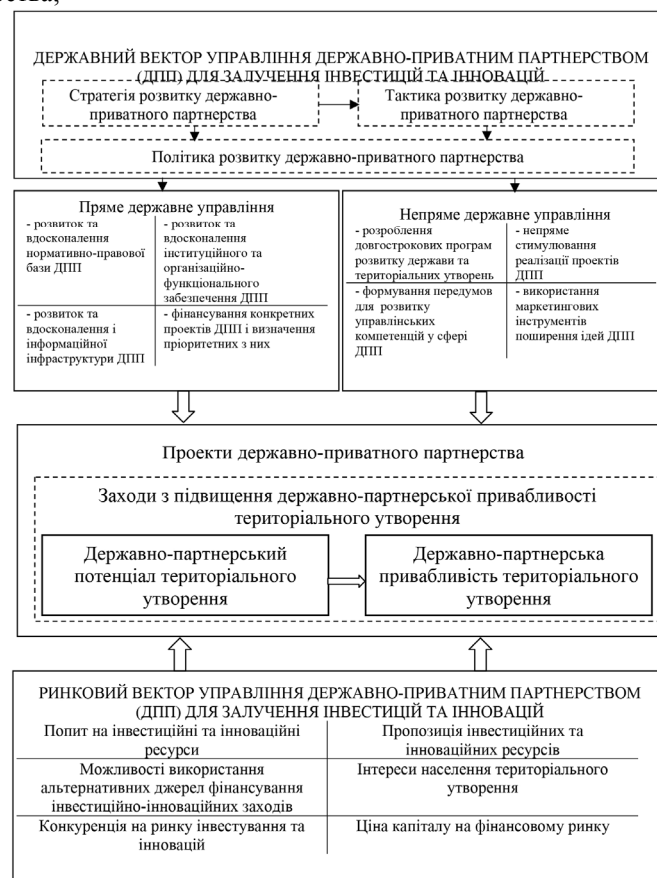 ДЕРЖАВНИЙ ВЕКТОР УПРАВЛІННЯ ДЕРЖАВНО-ПРИВАТНИМ ПАРТНЕРСТВОМ
(ДПП) ДЛЯ ЗАЛУЧЕННЯ ІНВЕСТИЦІЙ ТА ІННОВАЦІЙ
Стратегія розвитку державно-
приватного партнерства
Тактика розвитку державно-
приватного партнерства
Політика розвитку державно-приватного партнерства
Пряме державне управління
- розвиток та
вдосконалення
нормативно-правової
бази ДПП
- розвиток та
вдосконалення
інституційного та
організаційно-
функціонального
забезпечення ДПП
- розвиток та
вдосконалення і
інформаційної
інфраструктури ДПП
- фінансування конкретних
проектів ДПП і визначення
пріоритетних з них
Непряме державне управління
- розроблення
довгострокових програм
розвитку держави та
територіальних утворень
- непряме
стимулювання
реалізації проектів
ДПП
- формування передумов
для розвитку
управлінських
компетенцій у сфері
ДПП
- використання
маркетингових
інструментів
поширення ідей ДПП
Проекти державно-приватного партнерства
Заходи з підвищення державно-партнерської привабливості
територіального утворення
Державно-партнерський
потенціал територіального
утворення
Державно-партнерська
привабливість територіального
утворення
РИНКОВИЙ ВЕКТОР УПРАВЛІННЯ ДЕРЖАВНО-ПРИВАТНИМ ПАРТНЕРСТВОМ
(ДПП) ДЛЯ ЗАЛУЧЕННЯ ІНВЕСТИЦІЙ ТА ІННОВАЦІЙ
Попит на інвестиційні та інноваційні
ресурси
Пропозиція інвестиційних та
інноваційних ресурсів
Можливості використання
альтернативних джерел фінансування
інвестиційно-інноваційних заходів
Інтереси населення територіального
утворення
Конкуренція на ринку інвестування та
інновацій
Ціна капіталу на фінансовому ринку